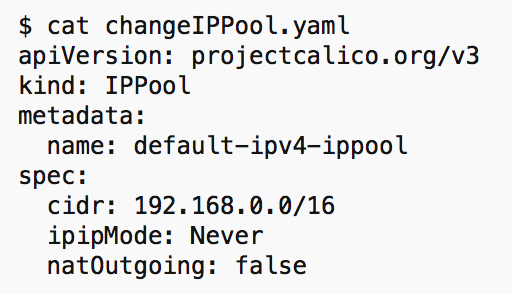 $ cat changeIPPool.yaml
apiVersion: projectcalico.org/v3
kind: IPPool
metadata:
  name: default-ipv4-ippool
spec:
  cidr: 192.168.0.0/16
  ipipMode: Never
  natOutgoing: false